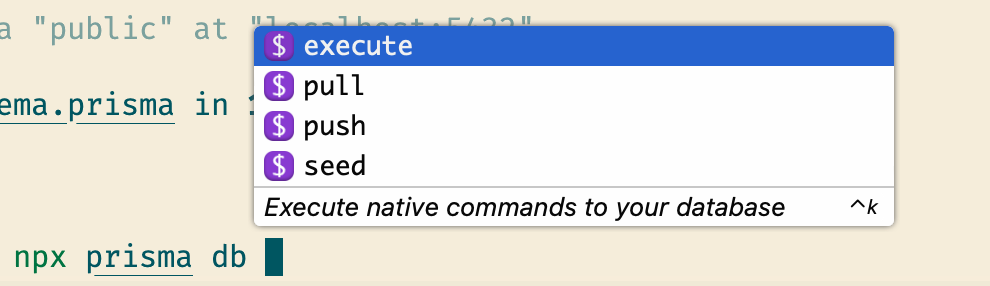 a "public" at "localhost:5432"
$ execute
ema.prisma in
$ pull
$ push
$ seed
Execute native commands to your database ^k
npx prisma db